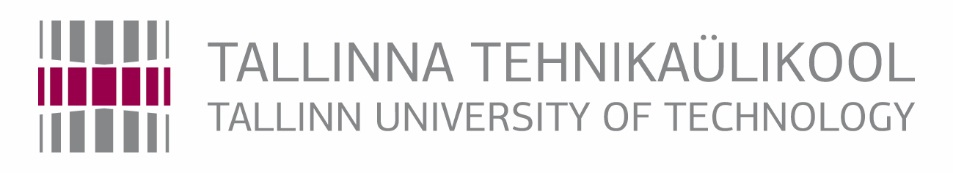 TALLINNA TEHNIKAÜLIKOOL
TALLINN UNIVERSITY OF TECHNOLOGY